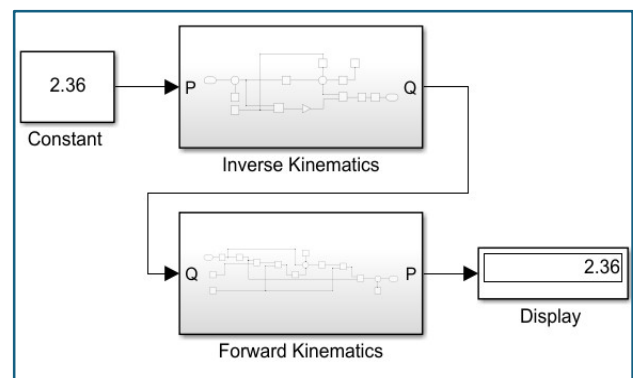 2.36
Constant
P
Q
Inverse Kinematics
Q
P
Forward Kinematics
2.36
Display